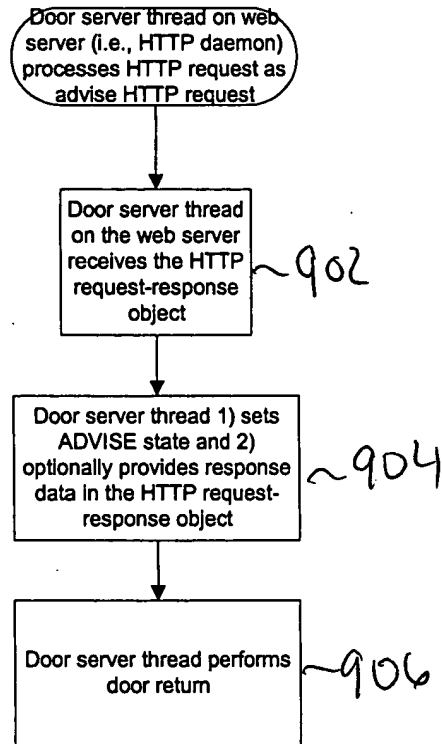 Door server thread on web
server (i.e., HTTP daemon)
processes HTTP request as
advise HTTP request
Door server thread
on the web server
receives the HTTP
request-response
object
~902
Door server thread 1) sets
ADVISE state and 2)
optionally provides response
data in the HTTP request-
response object
~904
Door server thread performs
door return
~906